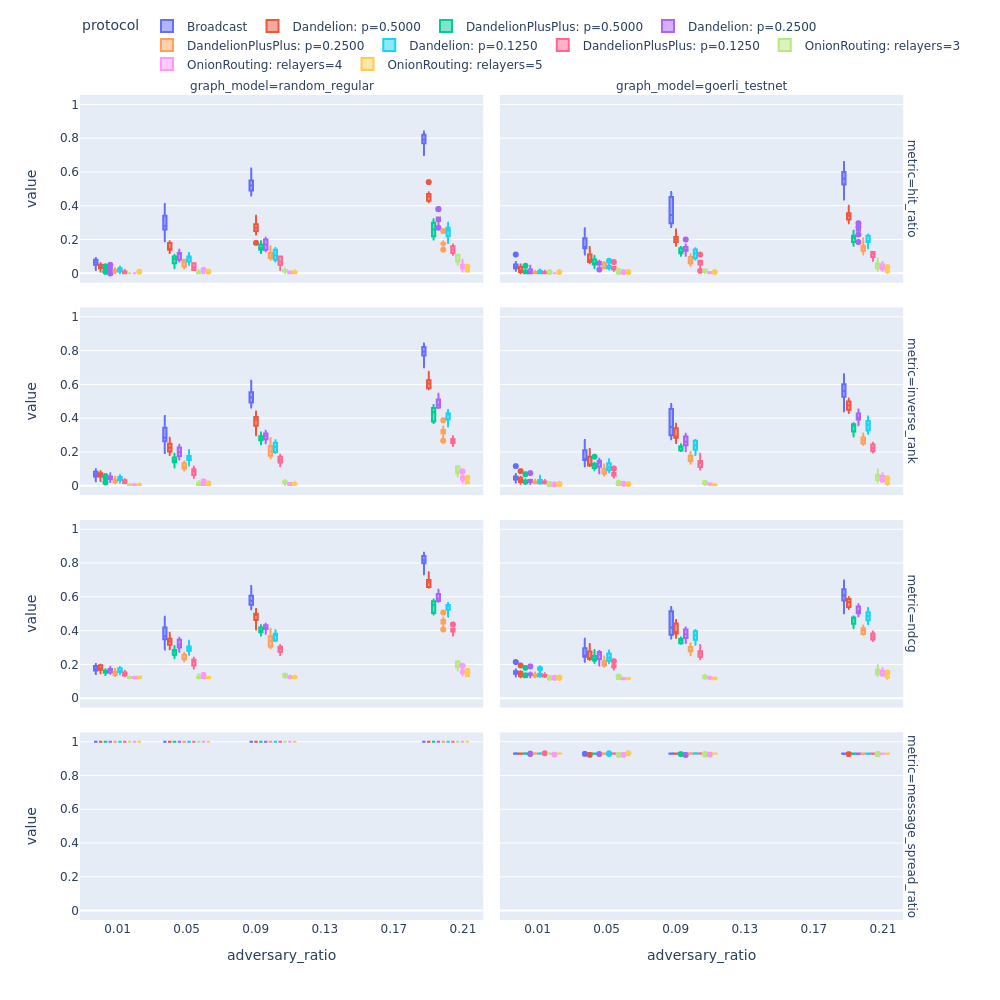 protocol
Broadcast Dandelion: p=0.5000 DandelionPlusPlus: p=0.5000 Dandelion: p=0.2500
DandelionPlusPlus: p=0.2500 Dandelion: p=0.1250 DandelionPlusPlus: p=0.1250 OnionRouting: relayers=3
OnionRouting: relayers=4 OnionRouting: relayers=5
graph_model=random_regular graph_model=goerli_testnet
1
0.8
0.6
0.4
0.2
0
value
metric=hit_ratio
1
0.8
0.6
0.4
0.2
0
value
metric=inverse_rank
1
0.8
0.6
0.4
0.2
0
value
metric=ndcg
1
0.8
0.6
0.4
0.2
0
value
metric=message_spread_ratio
0.01 0.05 0.09 0.13 0.17 0.21 0.01 0.05 0.09 0.13 0.17 0.21
adversary_ratio adversary_ratio